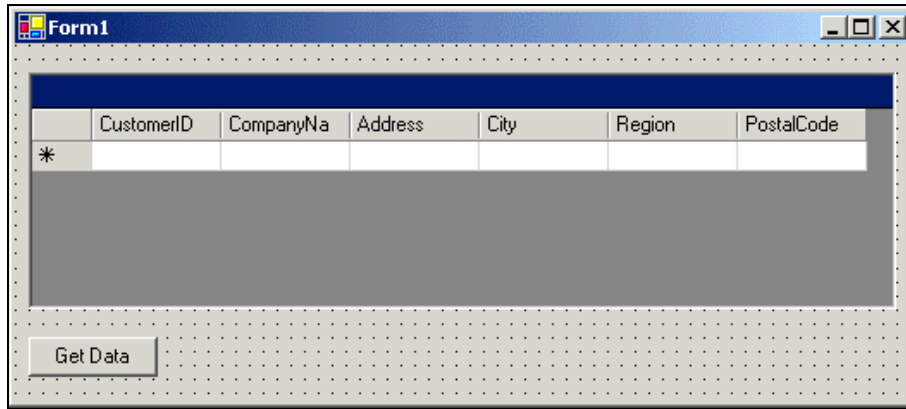 Form1
CustomerID CompanyNa Address City Region PostalCode
*
Get Data